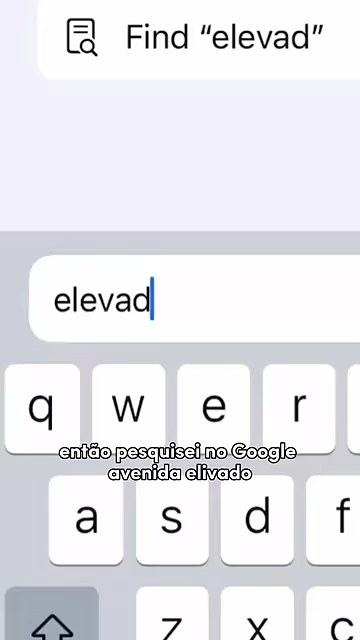 Find “elevad”
elevad
q w e r
então pesquisei no Google
avenida elivado
a s d f
z x c